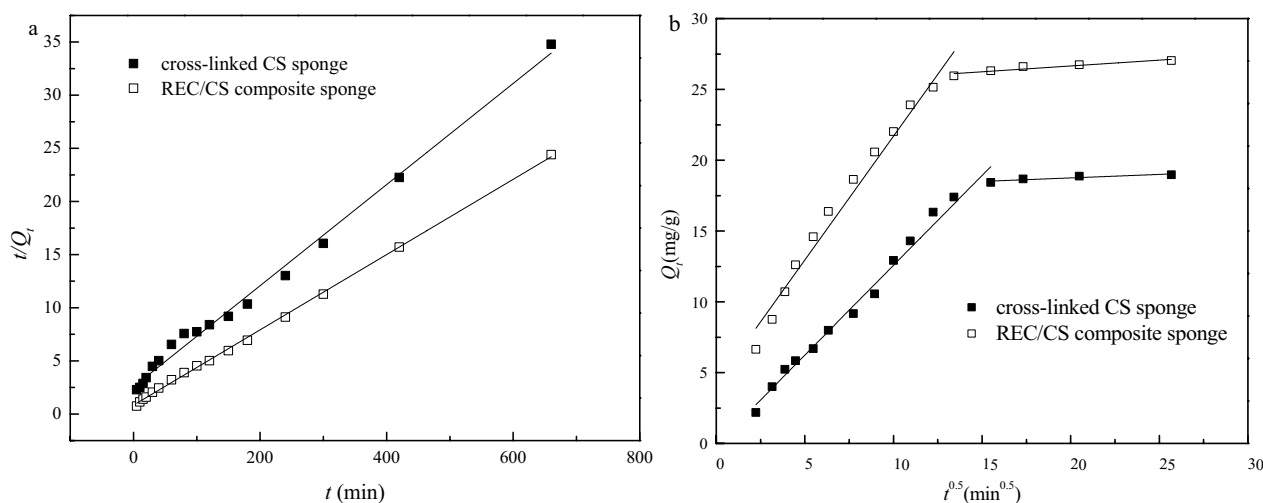 a
35
30
25
20
15
10
5
0
t/Qt
cross-linked CS sponge
REC/CS composite sponge
0
200
400
600
800
t (min)
b
30
25
20
15
10
5
0
Qt(mg/g)
cross-linked CS sponge
REC/CS composite sponge
5
10
15
20
25
30
t^0.5(min^0.5)